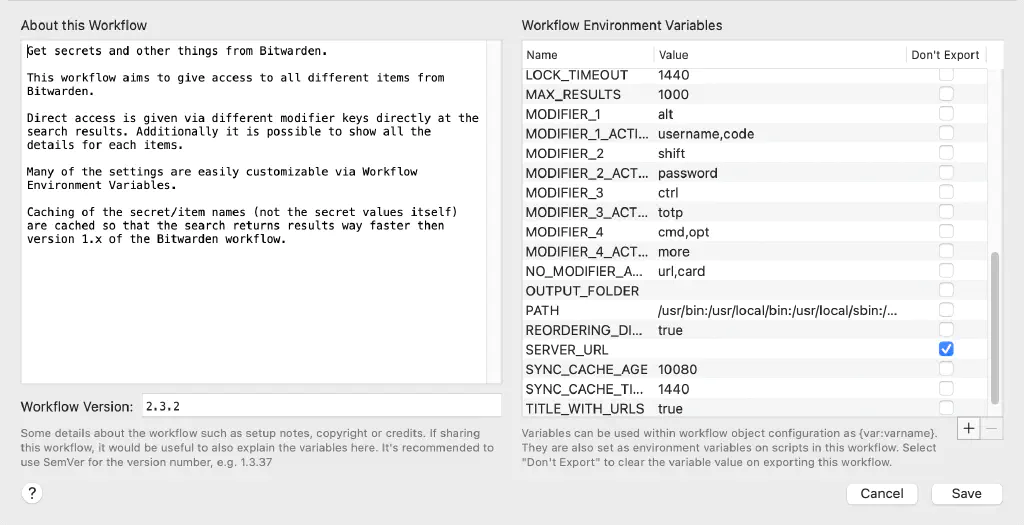 About this Workflow
Get secrets and other things from Bitwarden.
This workflow aims to give access to all different items from
Bitwarden.
Direct access is given via different modifier keys directly at the
search results. Additionally it is possible to show all the
details for each items.
Many of the settings are easily customizable via Workflow
Environment Variables.
Caching of the secret/item names (not the secret values itself)
are cached so that the search returns results way faster then
version 1.x of the Bitwarden workflow.
Workflow Version: 2.3.2
Some details about the workflow such as setup notes, copyright or credits. If sharing
this workflow, it would be useful to also explain the variables here. It's recommended to
use SemVer for the version number, e.g. 1.3.37
?
Workflow Environment Variables
Name Value Don't Export
LOCK_TIMEOUT 1440
MAX_RESULTS 1000
MODIFIER_1 alt
MODIFIER_1_ACTI... username,code
MODIFIER_2 shift
MODIFIER_2_ACT... password
MODIFIER_3 ctrl
MODIFIER_3_ACT... totp
MODIFIER_4 cmd,opt
MODIFIER_4_ACT... more
NO_MODIFIER_A... url,card
OUTPUT_FOLDER
PATH /usr/bin:/usr/local/bin:/usr/local/sbin:/...
REORDERING_DI... true
SERVER_URL
SYNC_CACHE_AGE 10080
SYNC_CACHE_TI... 1440
TITLE_WITH_URLS true
+ −
Variables can be used within workflow object configuration as {var:varname}.
They are also set as environment variables on scripts in this workflow. Select
"Don't Export" to clear the variable value on exporting this workflow.
Cancel Save